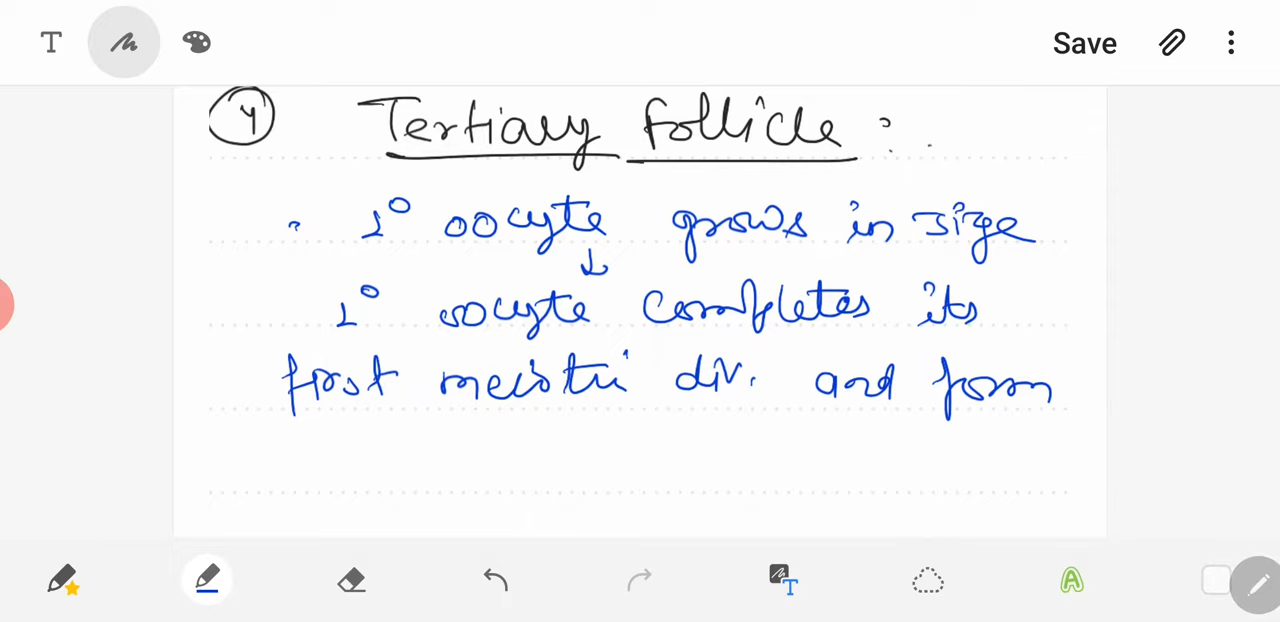 T Save
④ Tertiary follicle :
• 1° oocyte grows in size
↓
1° oocyte completes its
first meiotic div. and form
T
A